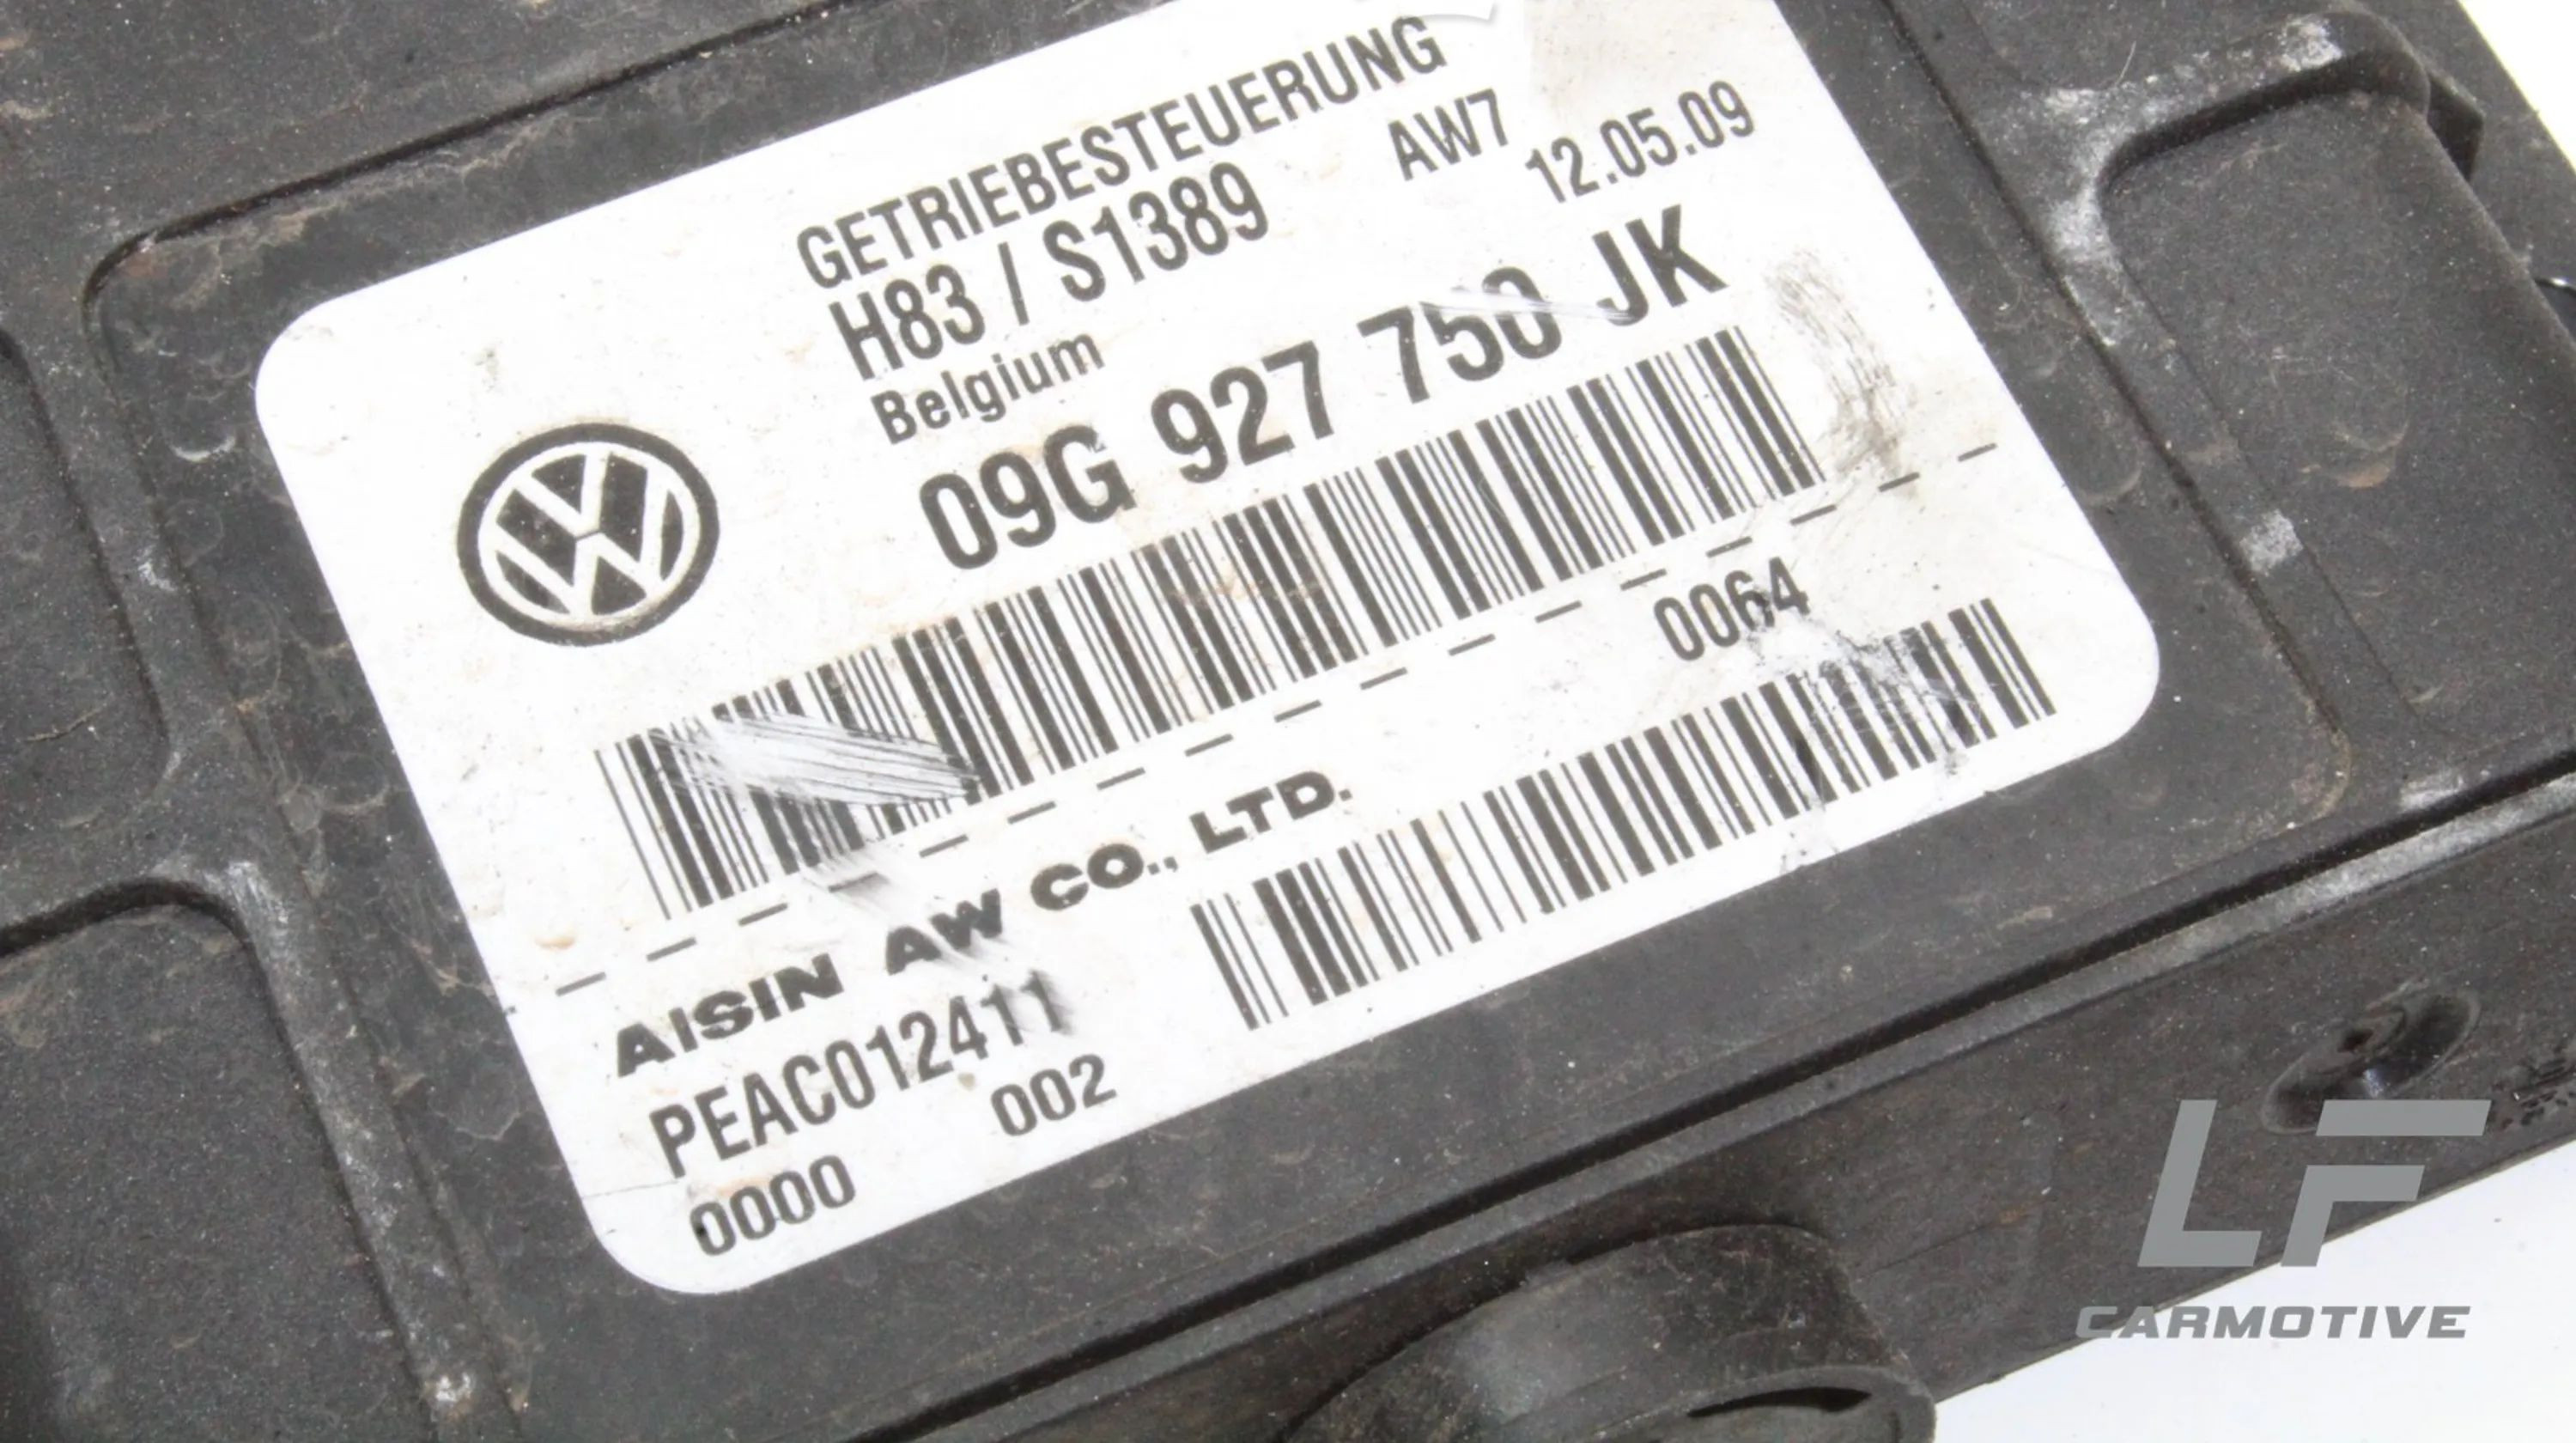 GETRIEBESTEUERUNG
H83 / S1389 AW7
Belgium 12.05.09
09G 927 750 JK
0064
AISIN AW CO., LTD.
PEAC012411
0000 002
LF
CARMOTIVE